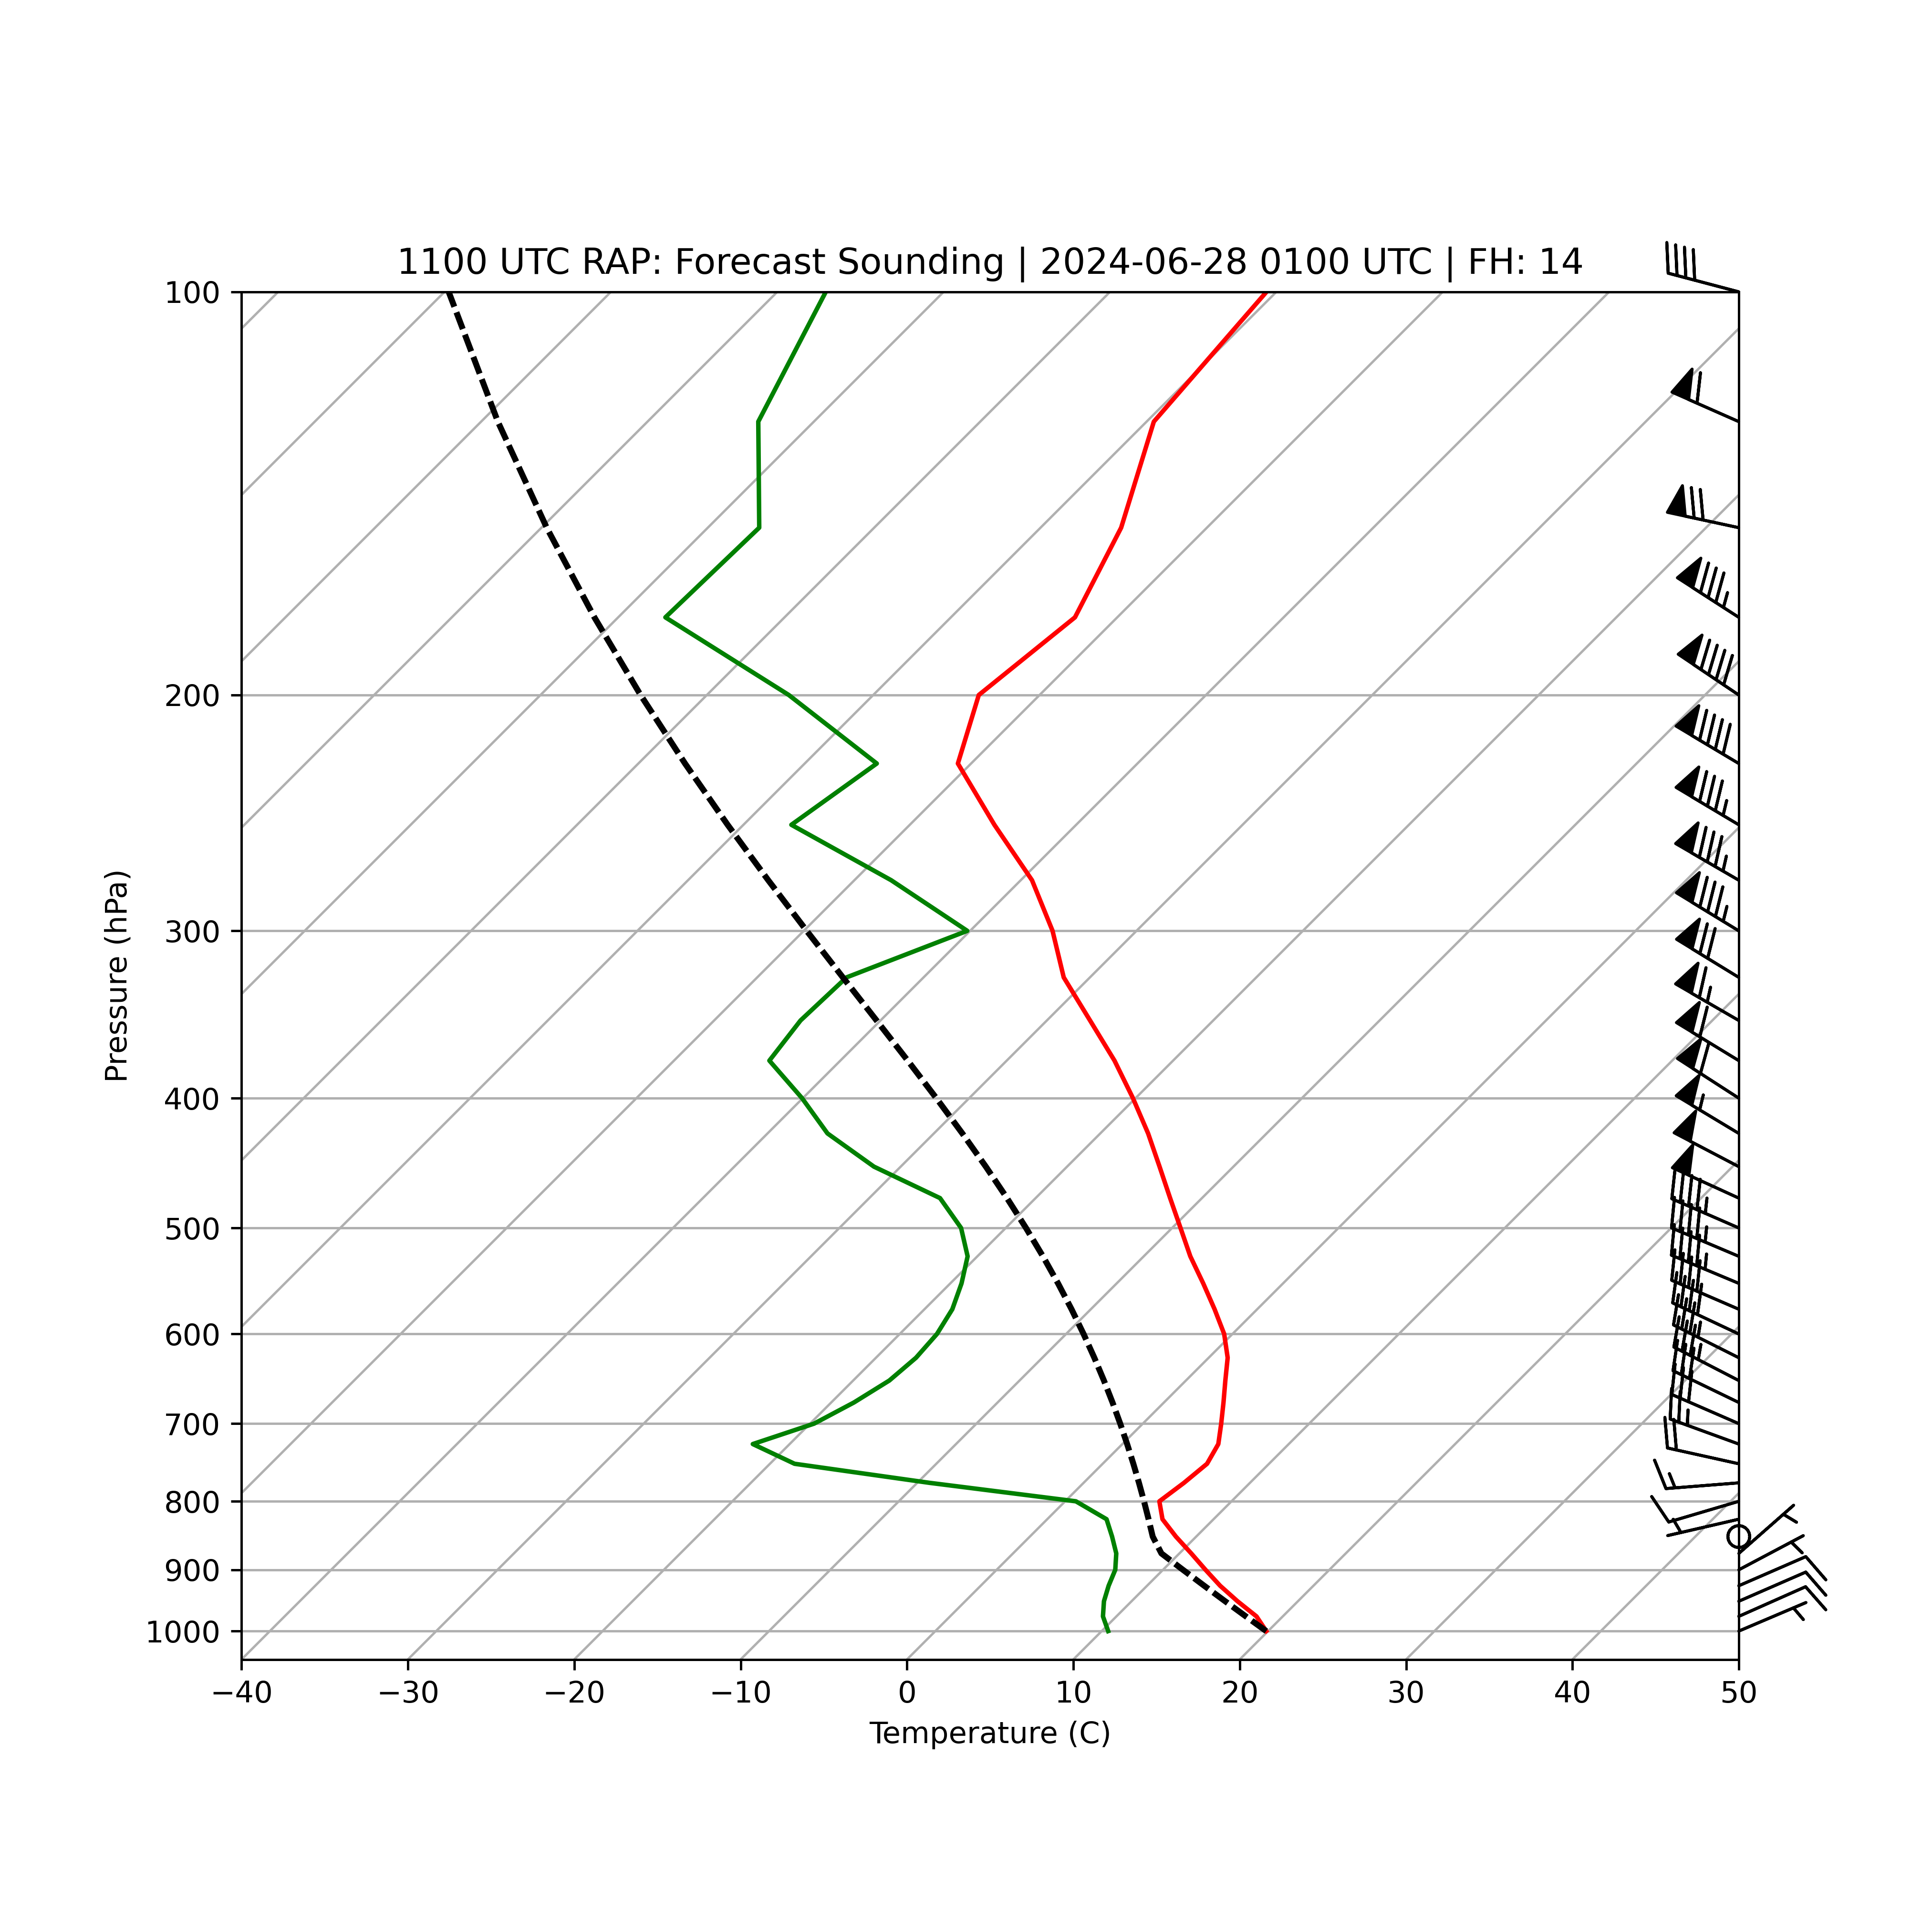 1100 UTC RAP: Forecast Sounding | 2024-06-28 0100 UTC | FH: 14
100
200
300
400
500
600
700
800
900
1000
Pressure (hPa)
−40 −30 −20 −10 0 10 20 30 40 50
Temperature (C)